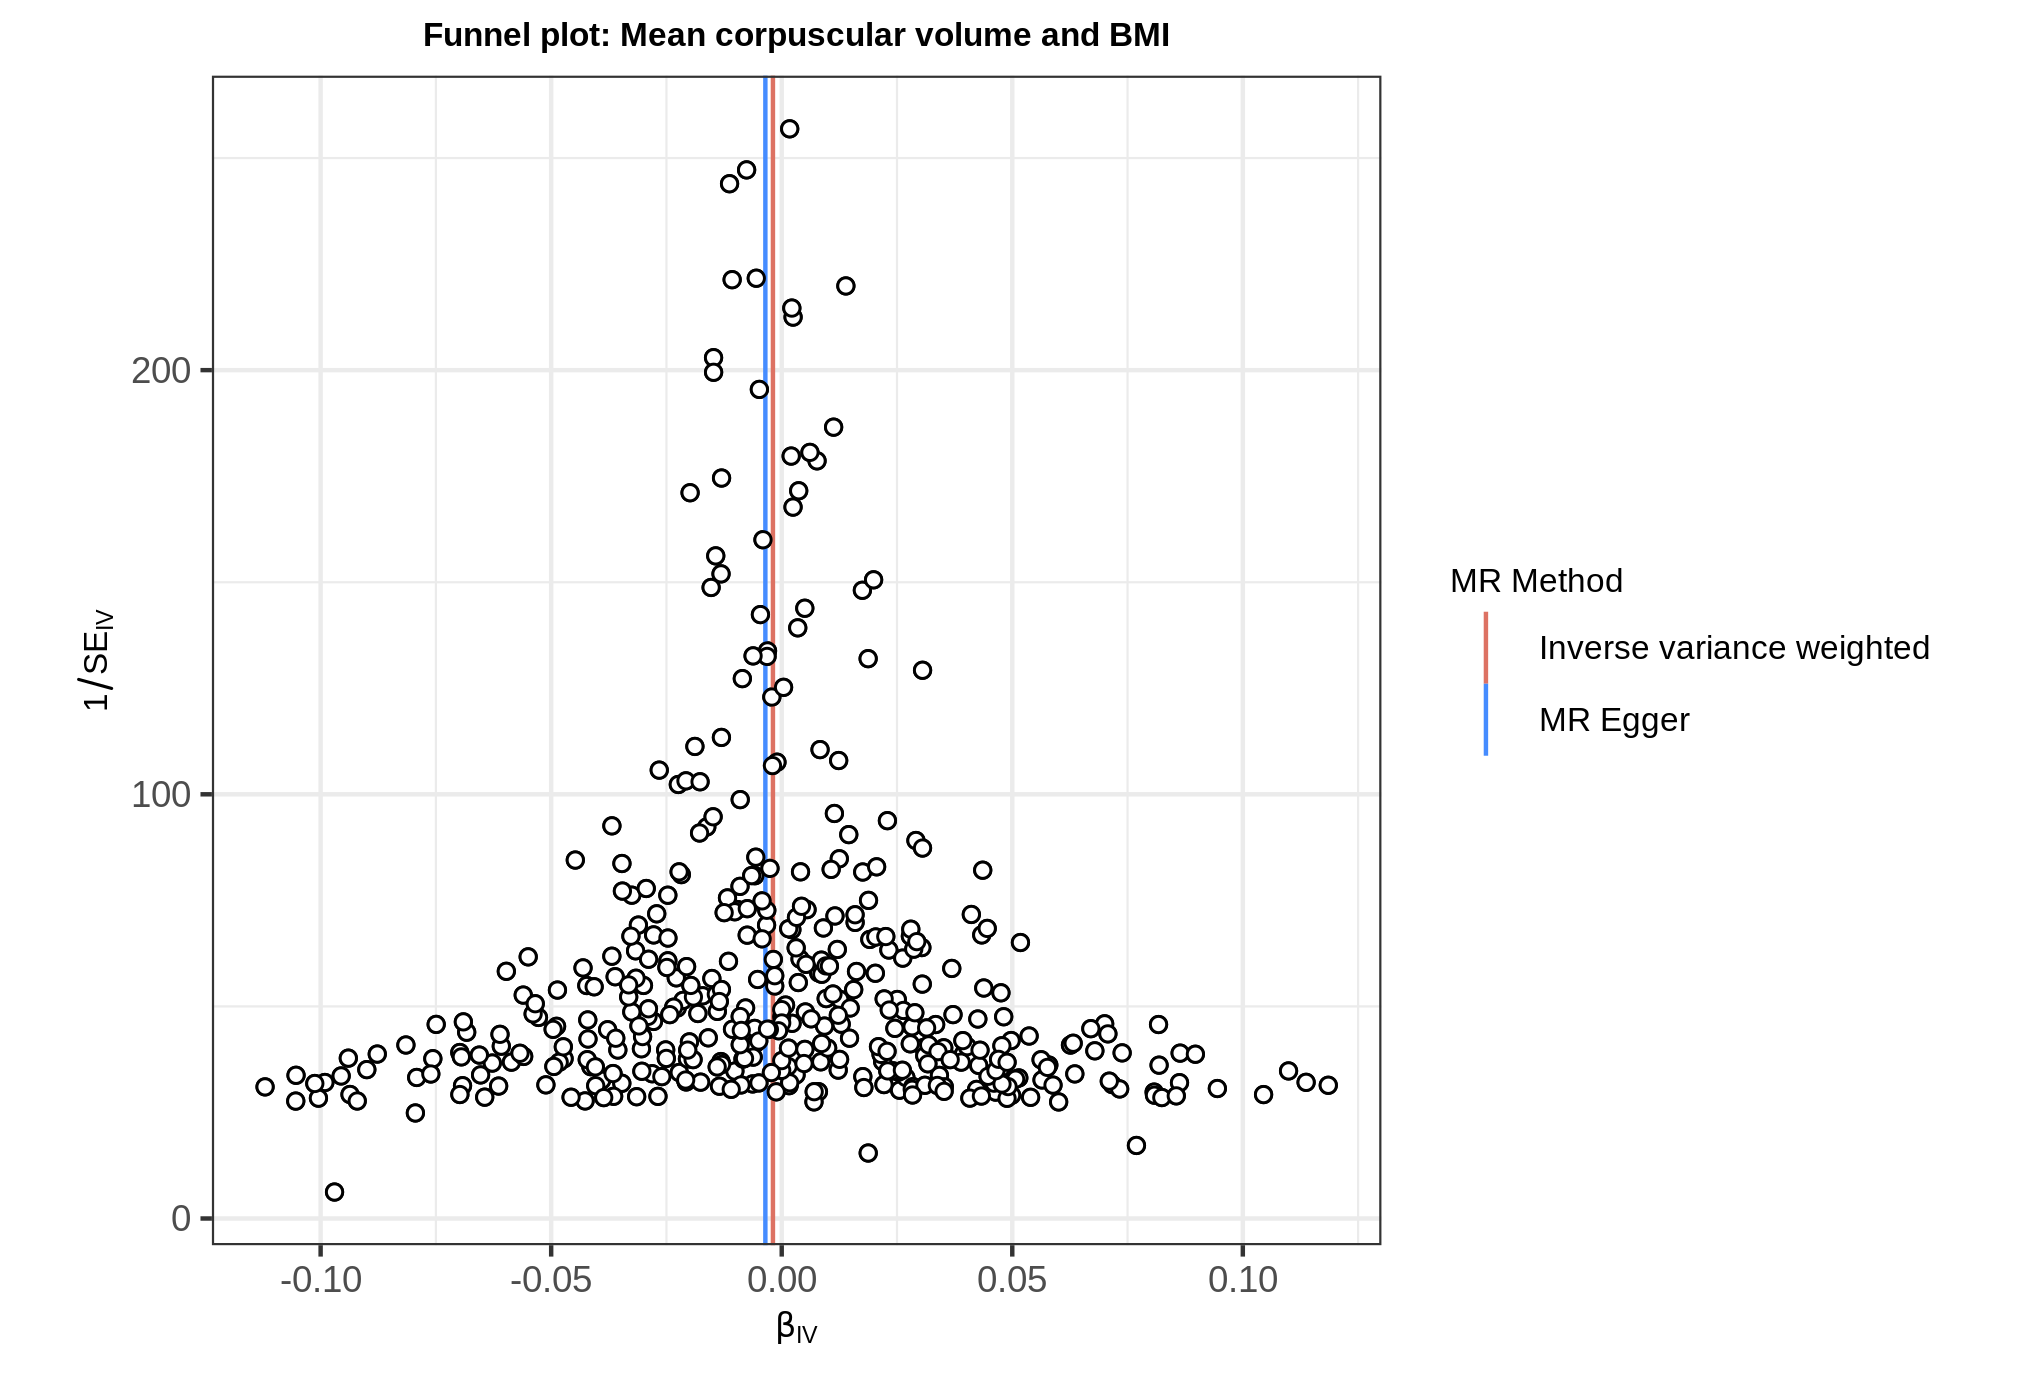 Funnel plot: Mean corpuscular volume and BMI
200
100
0
1/SE_IV
-0.10 -0.05 0.00 0.05 0.10
β_IV
MR Method
Inverse variance weighted
MR Egger